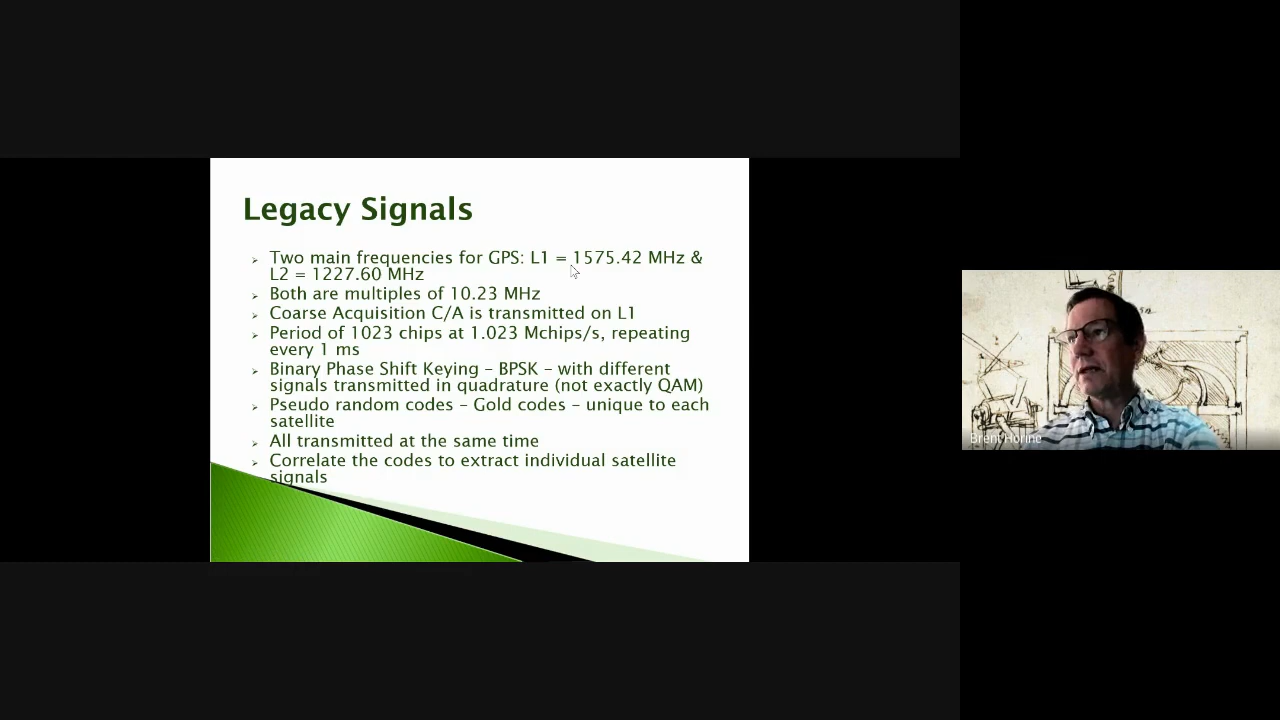 Legacy Signals
Two main frequencies for GPS: L1 = 1575.42 MHz &
L2 = 1227.60 MHz
Both are multiples of 10.23 MHz
Coarse Acquisition C/A is transmitted on L1
Period of 1023 chips at 1.023 Mchips/s, repeating
every 1 ms
Binary Phase Shift Keying – BPSK – with different
signals transmitted in quadrature (not exactly QAM)
Pseudo random codes – Gold codes – unique to each
satellite
All transmitted at the same time
Correlate the codes to extract individual satellite
signals
Brent Horine